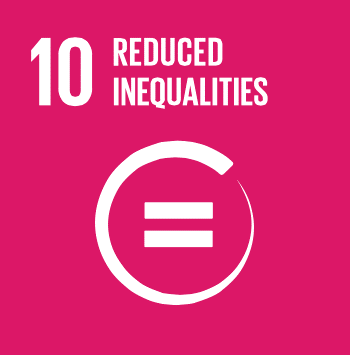 10 REDUCED
INEQUALITIES
=